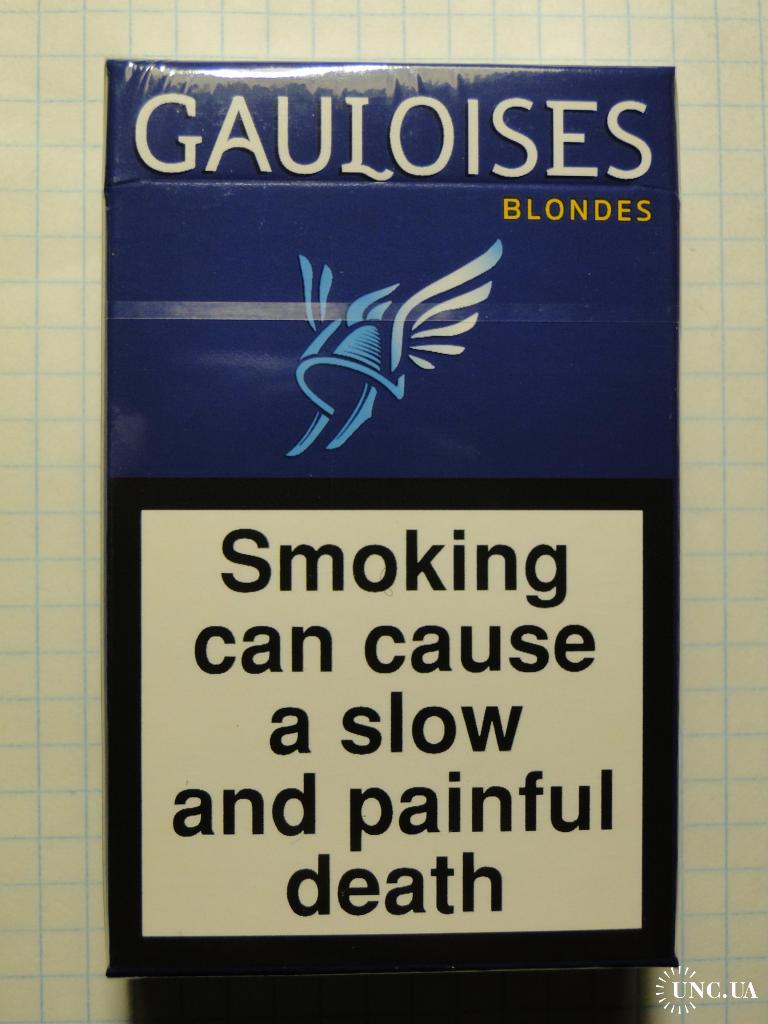 GAULOISES
BLONDES
Smoking
can cause
a slow
and painful
death
UNC.UA